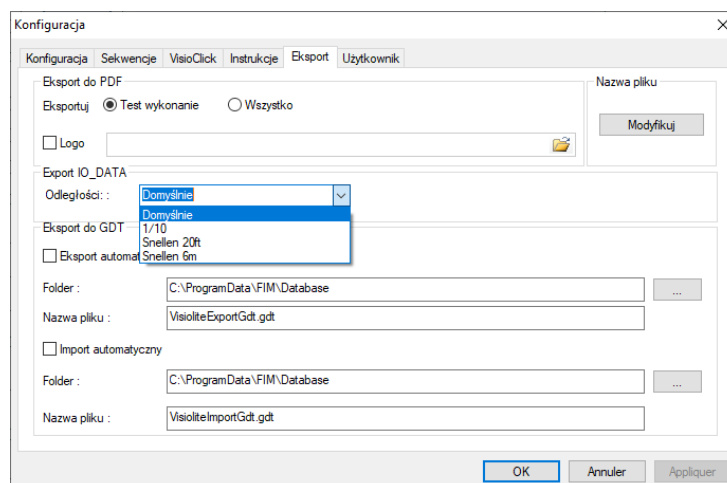 Konfiguracja
Konfiguracja Sekwencje VisioClick Instrukcje Eksport Użytkownik
Eksport do PDF
Nazwa pliku
Eksportuj Test wykonanie Wszystko
Modyfikuj
Logo
Export IO_DATA
Odległości: : Domyślnie
Domyślnie
1/10
Snellen 20ft
Snellen 6m
Eksport do GDT
Eksport automat
Folder : C:\ProgramData\FIM\Database ...
Nazwa pliku : VisioliteExportGdt.gdt
Import automatyczny
Folder : C:\ProgramData\FIM\Database ...
Nazwa pliku : VisioliteImportGdt.gdt
OK Annuler Appliquer